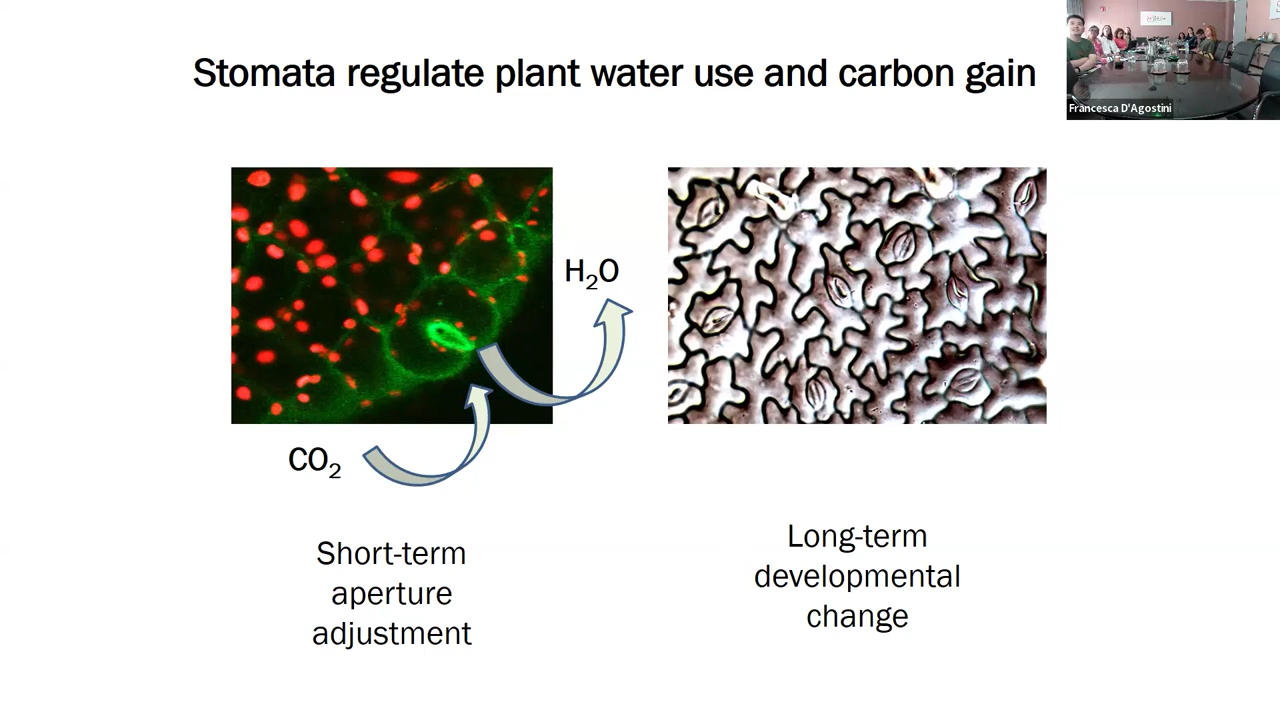 Stomata regulate plant water use and carbon gain
Francesca D'Agostini
H₂O
CO₂
Short-term
aperture
adjustment
Long-term
developmental
change